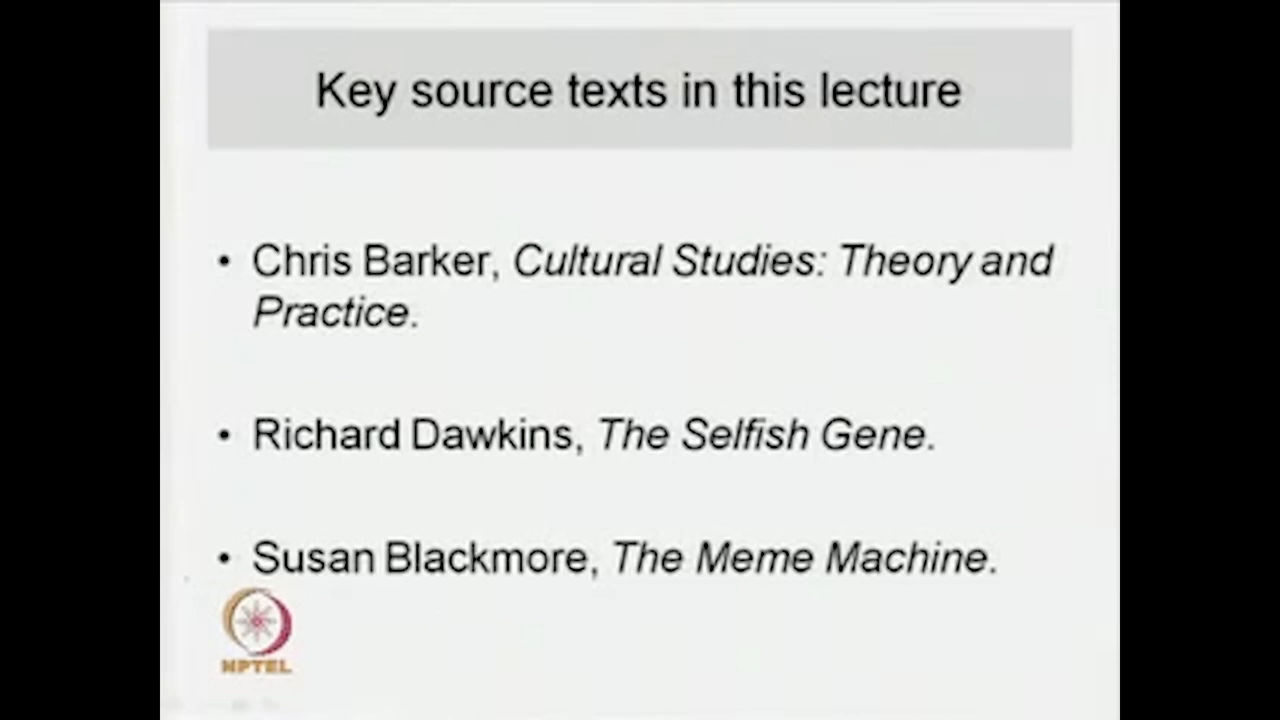 Key source texts in this lecture
• Chris Barker, Cultural Studies: Theory and
Practice.
• Richard Dawkins, The Selfish Gene.
• Susan Blackmore, The Meme Machine.
NPTEL